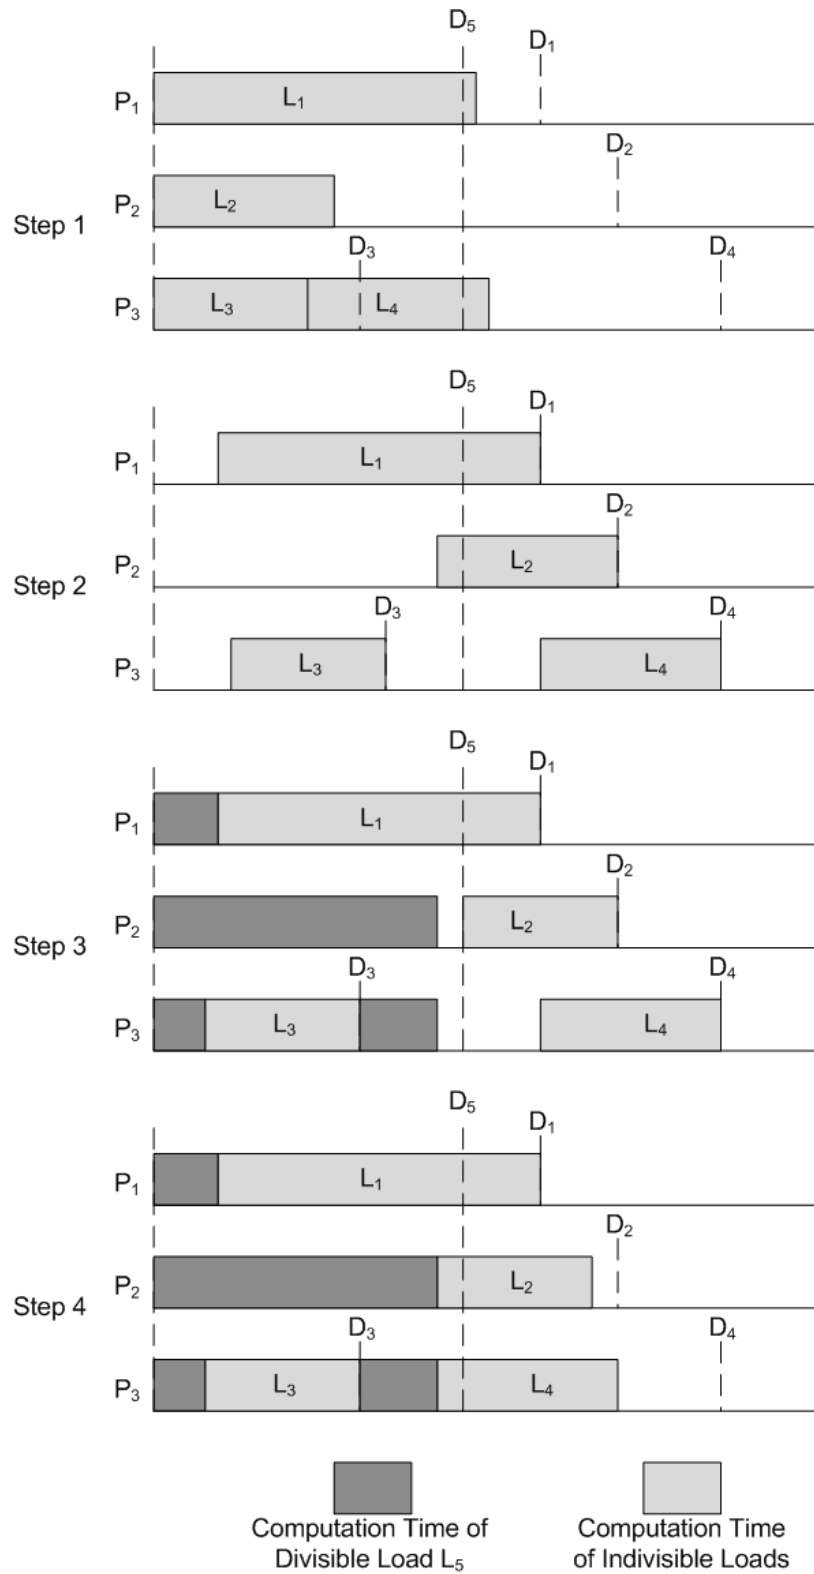 D5
D1
P1
L1
D2
P2
L2
Step 1
D3
D4
P3
L3
L4
D5
D1
P1
L1
D2
P2
L2
Step 2
D3
D4
P3
L3
L4
D5
D1
P1
L1
D2
P2
L2
Step 3
D3
D4
P3
L3
L4
D5
D1
P1
L1
D2
P2
L2
Step 4
D3
D4
P3
L3
L4
Computation Time of
Divisible Load L5
Computation Time
of Indivisible Loads